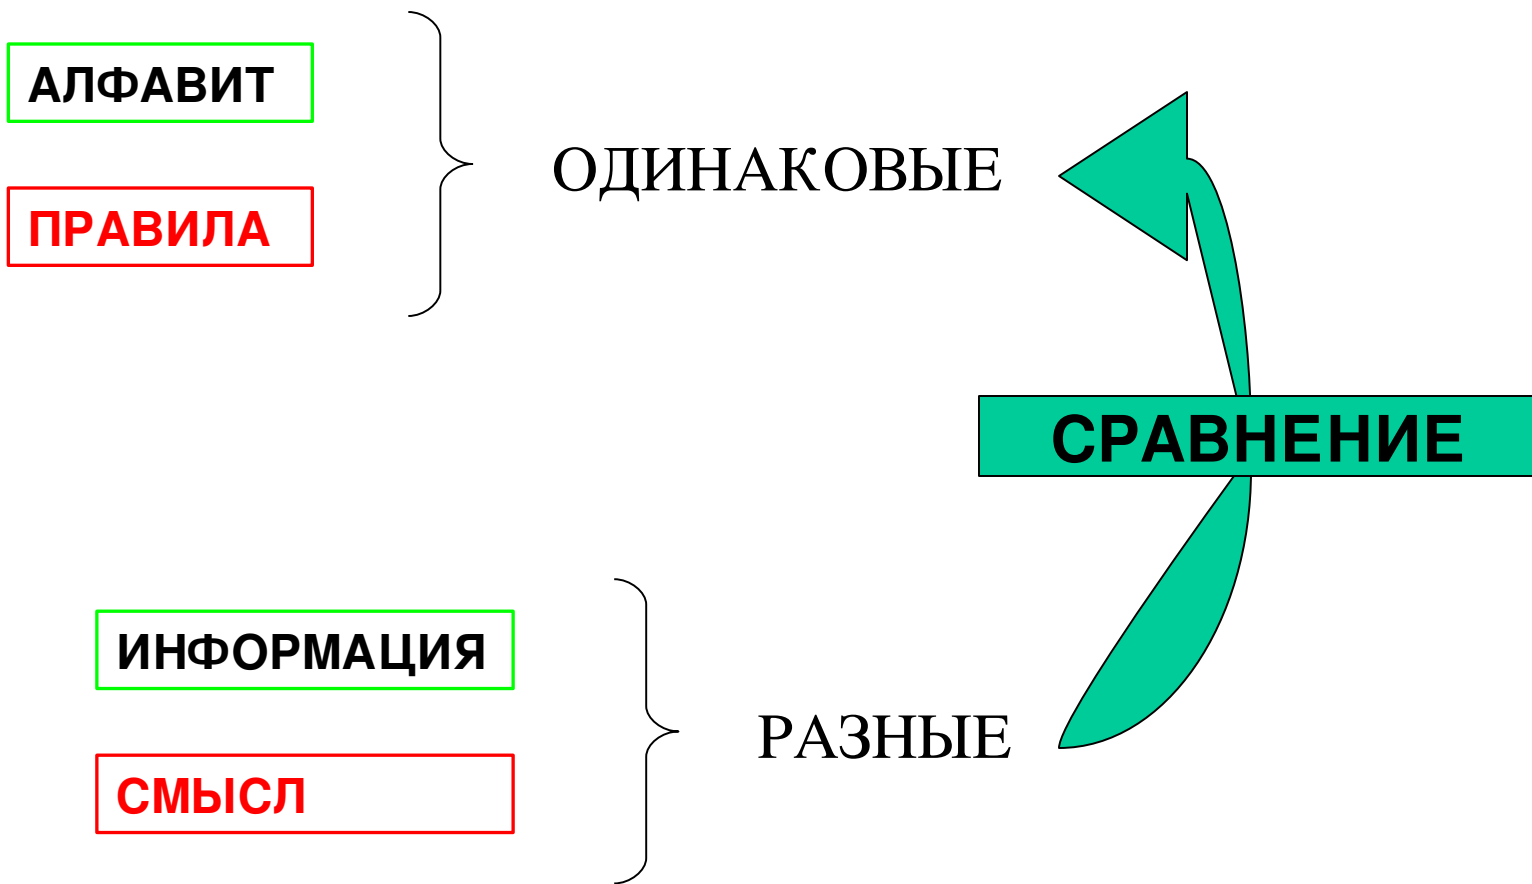 АЛФАВИТ
ПРАВИЛА
ОДИНАКОВЫЕ
СРАВНЕНИЕ
ИНФОРМАЦИЯ
СМЫСЛ
РАЗНЫЕ